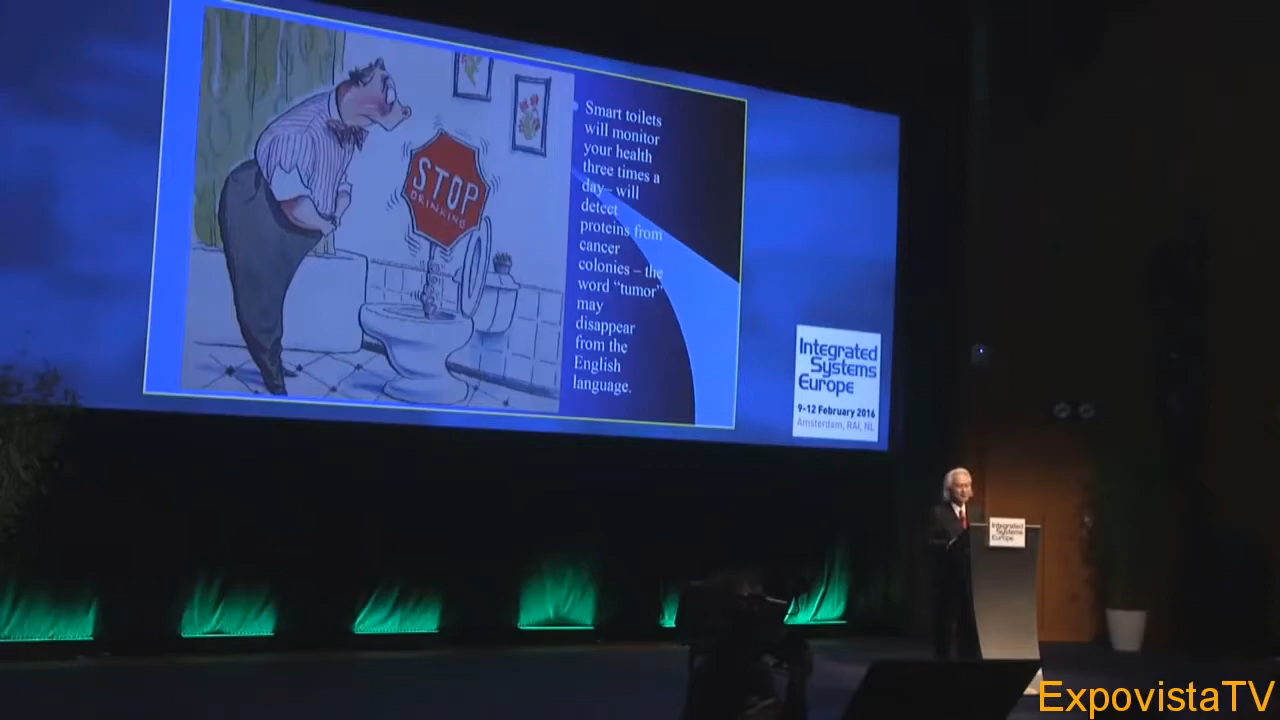 STOP
DRINKING
Smart toilets
will monitor
your health
three times a
day– will
detect
proteins from
cancer
colonies – the
word “tumor”
may
disappear
from the
English
language.
Integrated
Systems
Europe
9-12 February 2016
Amsterdam, RAI, NL
Integrated
Systems
Europe
ExpovistaTV